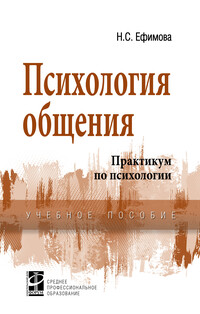 Н.С. Ефимова
Психология
общения
Практикум
по психологии
УЧЕБНОЕ ПОСОБИЕ
СРЕДНЕЕ
ПРОФЕССИОНАЛЬНОЕ
ОБРАЗОВАНИЕ